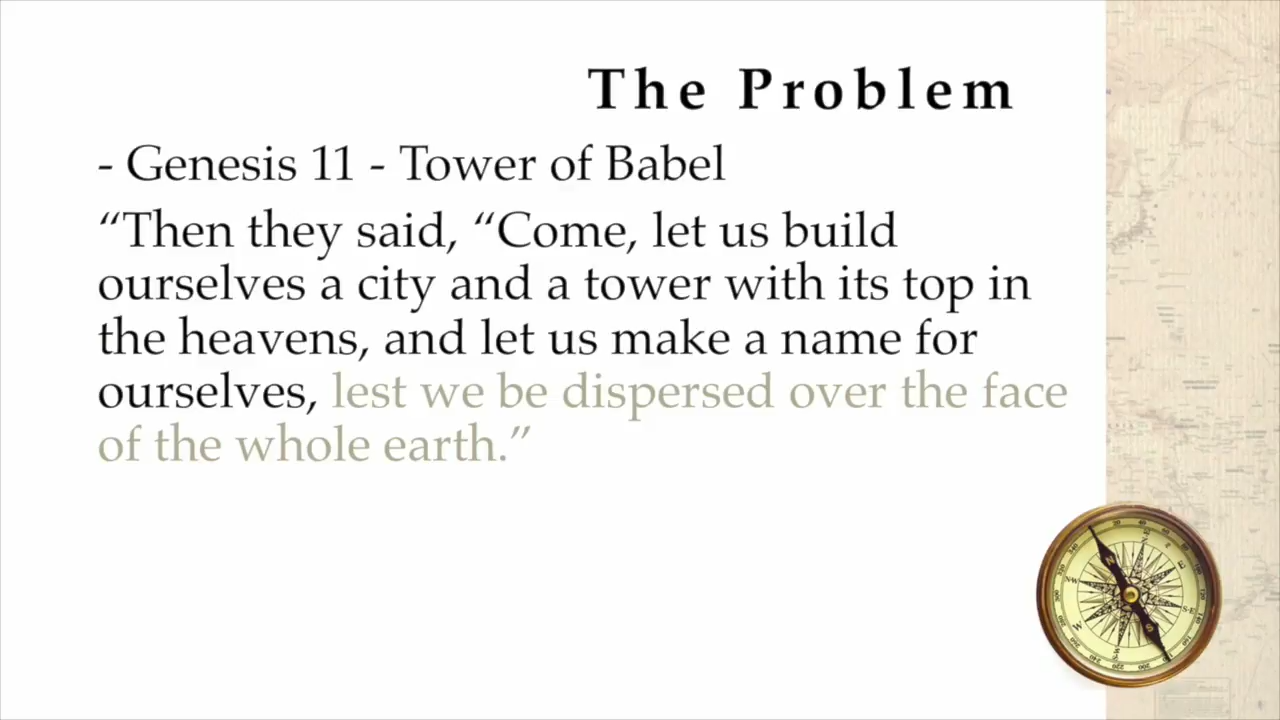 The Problem
- Genesis 11 - Tower of Babel
“Then they said, “Come, let us build
ourselves a city and a tower with its top in
the heavens, and let us make a name for
ourselves, lest we be dispersed over the face
of the whole earth.”